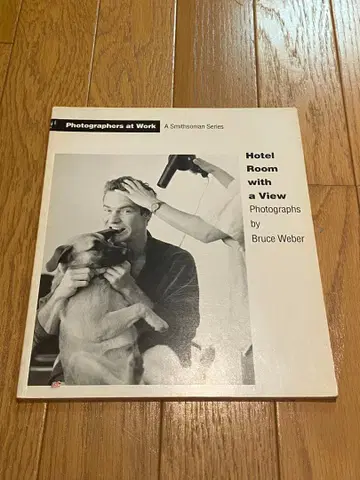 Photographers at Work
A Smithsonian Series
Hotel
Room
with
a View
Photographs
by
Bruce Weber